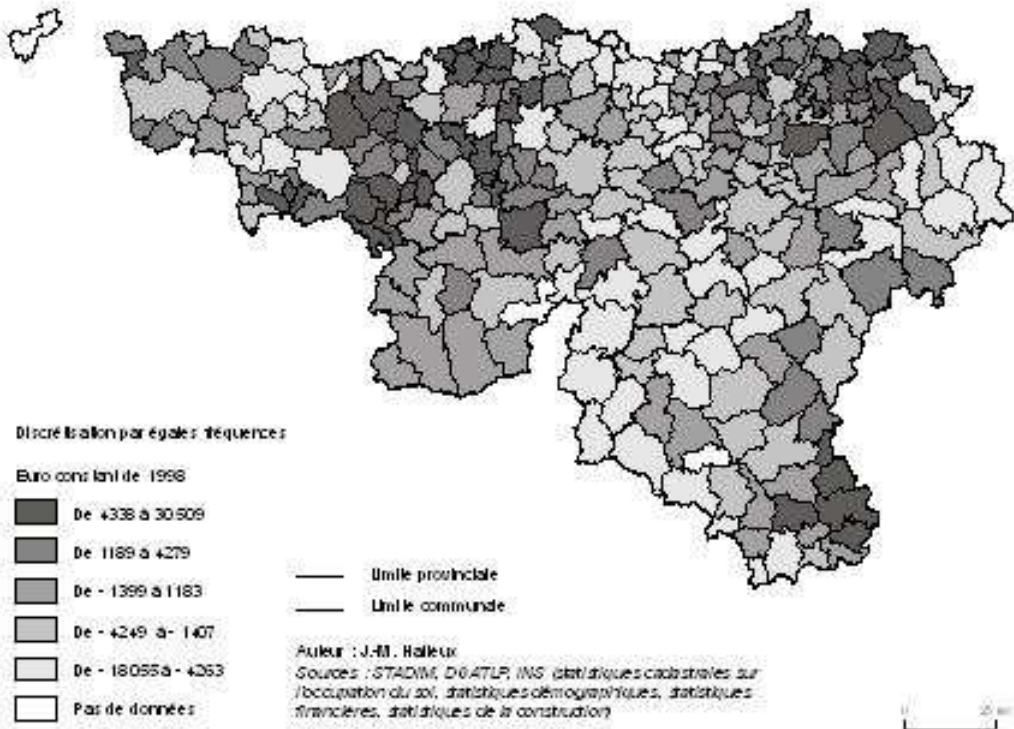 Discrétisation par égales fréquences
Euro constant de 1998
De 4338 à 30509
De 1189 à 4279
De - 1399 à 1183
De - 4249 à - 1407
De - 18055 à - 4263
Pas de données
Limite provinciale
Limite communale
Auteur : J.-M. Halleux
Sources : STADIM, DGATLP, INS (statistiques cadastrales sur
l'occupation du sol, statistiques démographiques, statistiques
financières, statistiques de la construction)
0